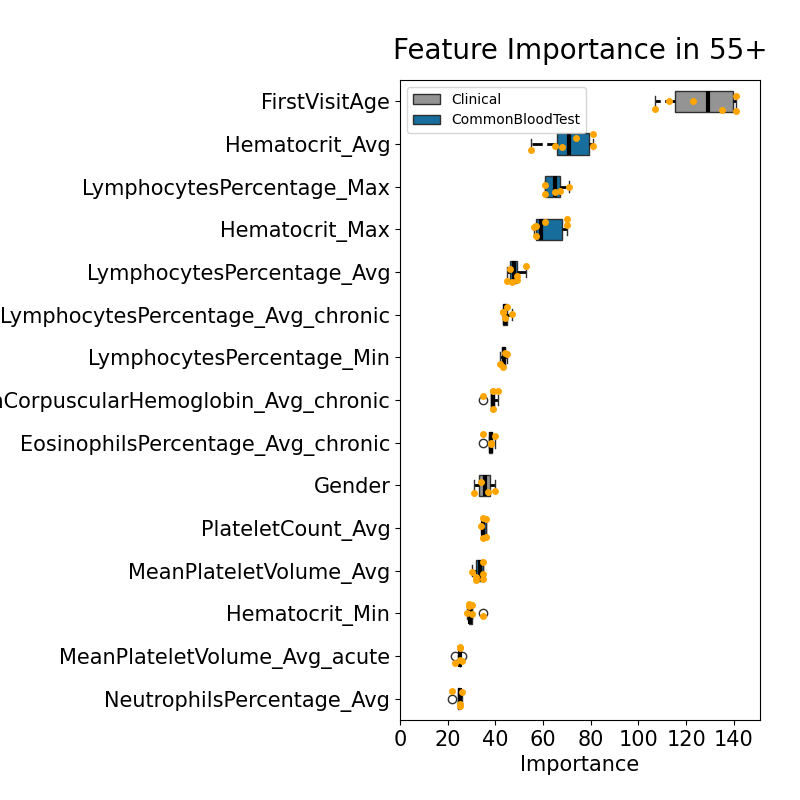 Feature Importance in 55+
Clinical
CommonBloodTest
FirstVisitAge
Hematocrit_Avg
LymphocytesPercentage_Max
Hematocrit_Max
LymphocytesPercentage_Avg
LymphocytesPercentage_Avg_chronic
LymphocytesPercentage_Min
CorpuscularHemoglobin_Avg_chronic
EosinophilsPercentage_Avg_chronic
Gender
PlateletCount_Avg
MeanPlateletVolume_Avg
Hematocrit_Min
MeanPlateletVolume_Avg_acute
NeutrophilsPercentage_Avg
0 20 40 60 80 100 120 140
Importance